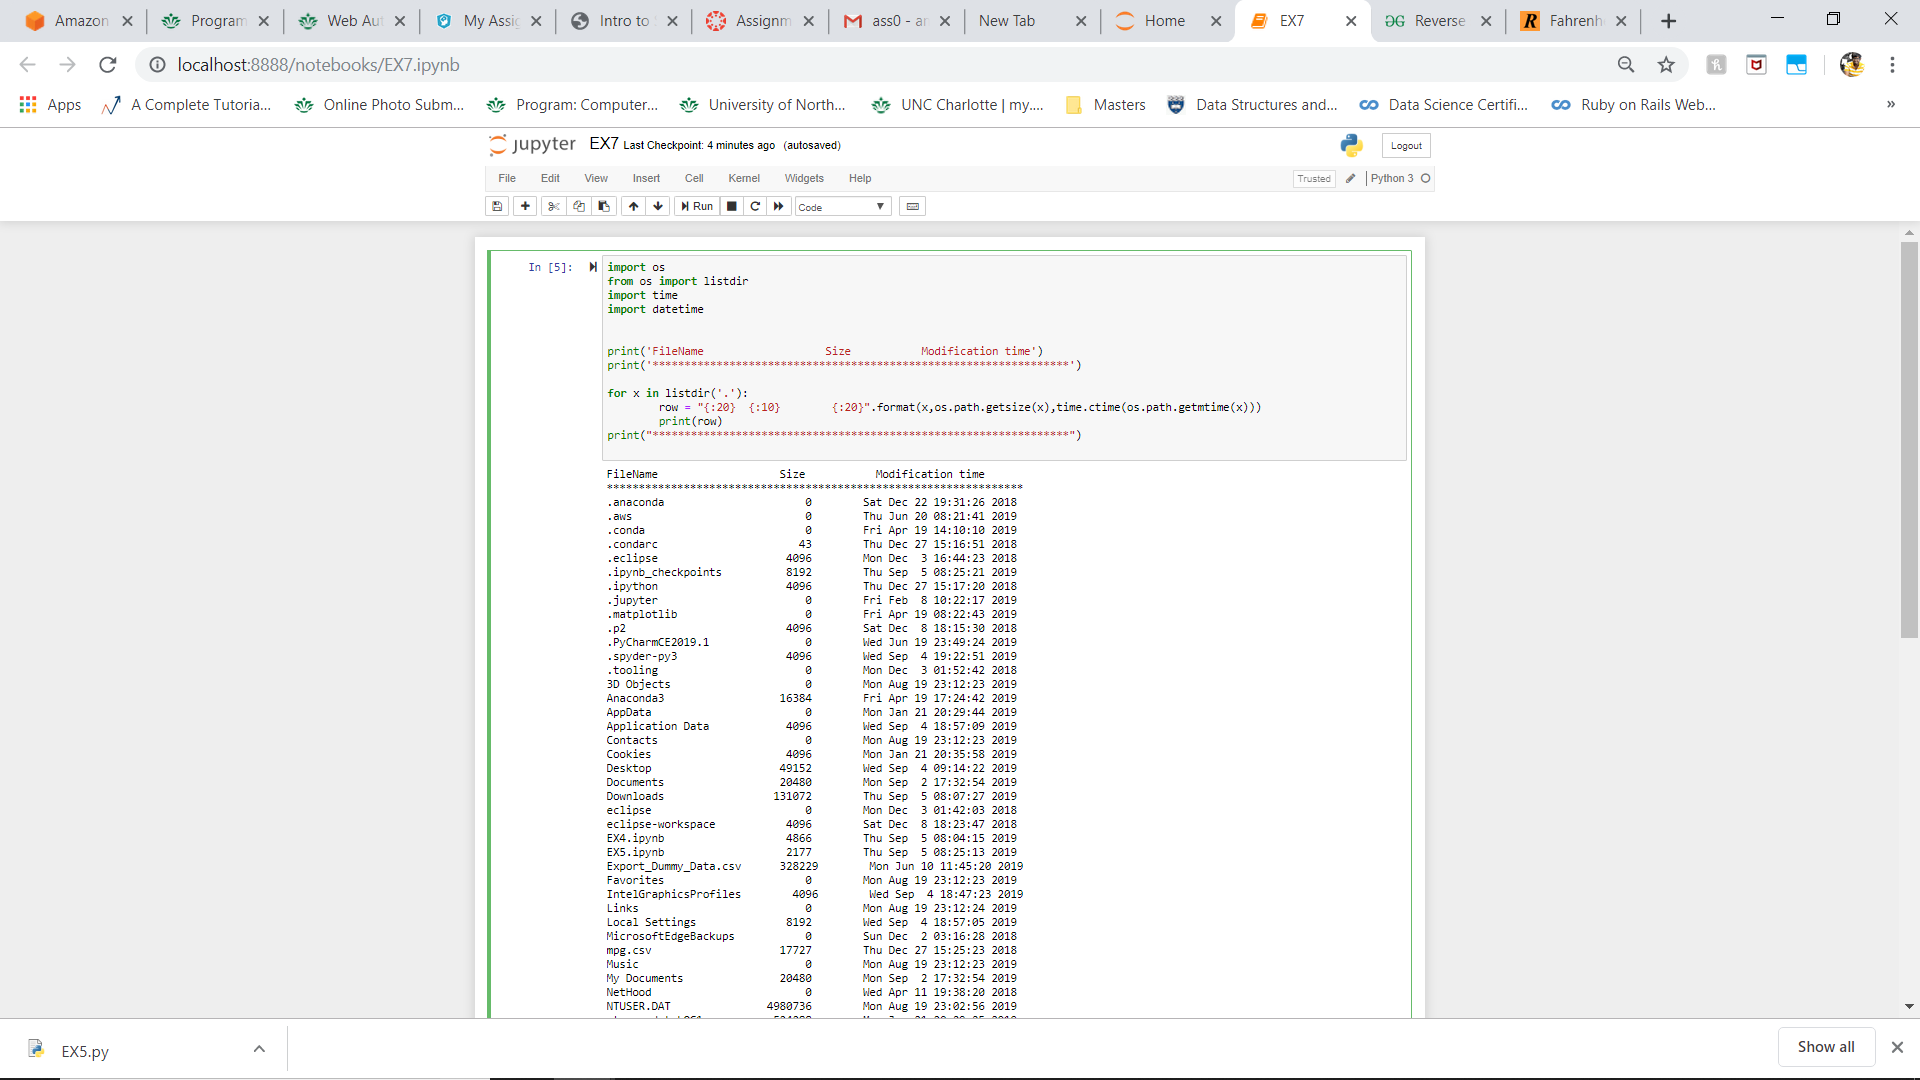 Amazon
Program
Web Aut
My Assig
Intro to
Assignm
ass0 - ar
New Tab
Home
EX7
Reverse
Fahrenh
localhost:8888/notebooks/EX7.ipynb
Apps
A Complete Tutoria...
Online Photo Subm...
Program: Computer...
University of North...
UNC Charlotte | my....
Masters
Data Structures and...
Data Science Certifi...
Ruby on Rails Web...
»
jupyter EX7 Last Checkpoint: 4 minutes ago (autosaved)
Logout
File Edit View Insert Cell Kernel Widgets Help
Trusted
Python 3
Run
Code
In [5]:
import os
from os import listdir
import time
import datetime
print('FileName                   Size           Modification time')
print('*****************************************************************')
for x in listdir('.'):
        row = "{:20}  {:10}        {:20}".format(x,os.path.getsize(x),time.ctime(os.path.getmtime(x)))
        print(row)
print("*****************************************************************")
FileName                   Size           Modification time
*****************************************************************
.anaconda                      0        Sat Dec 22 19:31:26 2018
.aws                           0        Thu Jun 20 08:21:41 2019
.conda                         0        Fri Apr 19 14:10:10 2019
.condarc                      43        Thu Dec 27 15:16:51 2018
.eclipse                    4096        Mon Dec  3 16:44:23 2018
.ipynb_checkpoints          8192        Thu Sep  5 08:25:21 2019
.ipython                    4096        Thu Dec 27 15:17:20 2018
.jupyter                       0        Fri Feb  8 10:22:17 2019
.matplotlib                    0        Fri Apr 19 08:22:43 2019
.p2                         4096        Sat Dec  8 18:15:30 2018
.PyCharmCE2019.1               0        Wed Jun 19 23:49:24 2019
.spyder-py3                 4096        Wed Sep  4 19:22:51 2019
.tooling                       0        Mon Dec  3 01:52:42 2018
3D Objects                     0        Mon Aug 19 23:12:23 2019
Anaconda3                  16384        Fri Apr 19 17:24:42 2019
AppData                        0        Mon Jan 21 20:29:44 2019
Application Data            4096        Wed Sep  4 18:57:09 2019
Contacts                       0        Mon Aug 19 23:12:23 2019
Cookies                     4096        Mon Jan 21 20:35:58 2019
Desktop                    49152        Wed Sep  4 09:14:22 2019
Documents                  20480        Mon Sep  2 17:32:54 2019
Downloads                 131072        Thu Sep  5 08:07:27 2019
eclipse                        0        Mon Dec  3 01:42:03 2018
eclipse-workspace           4096        Sat Dec  8 18:23:47 2018
EX4.ipynb                   4866        Thu Sep  5 08:04:15 2019
EX5.ipynb                   2177        Thu Sep  5 08:25:13 2019
Export_Dummy_Data.csv      328229        Mon Jun 10 11:45:20 2019
Favorites                      0        Mon Aug 19 23:12:23 2019
IntelGraphicsProfiles        4096        Wed Sep  4 18:47:23 2019
Links                          0        Mon Aug 19 23:12:24 2019
Local Settings              8192        Wed Sep  4 18:57:05 2019
MicrosoftEdgeBackups           0        Sun Dec  2 03:16:28 2018
mpg.csv                    17727        Thu Dec 27 15:25:23 2018
Music                          0        Mon Aug 19 23:12:23 2019
My Documents               20480        Mon Sep  2 17:32:54 2019
NetHood                        0        Wed Apr 11 19:38:20 2018
NTUSER.DAT               4980736        Mon Aug 19 23:02:56 2019
EX5.py
Show all